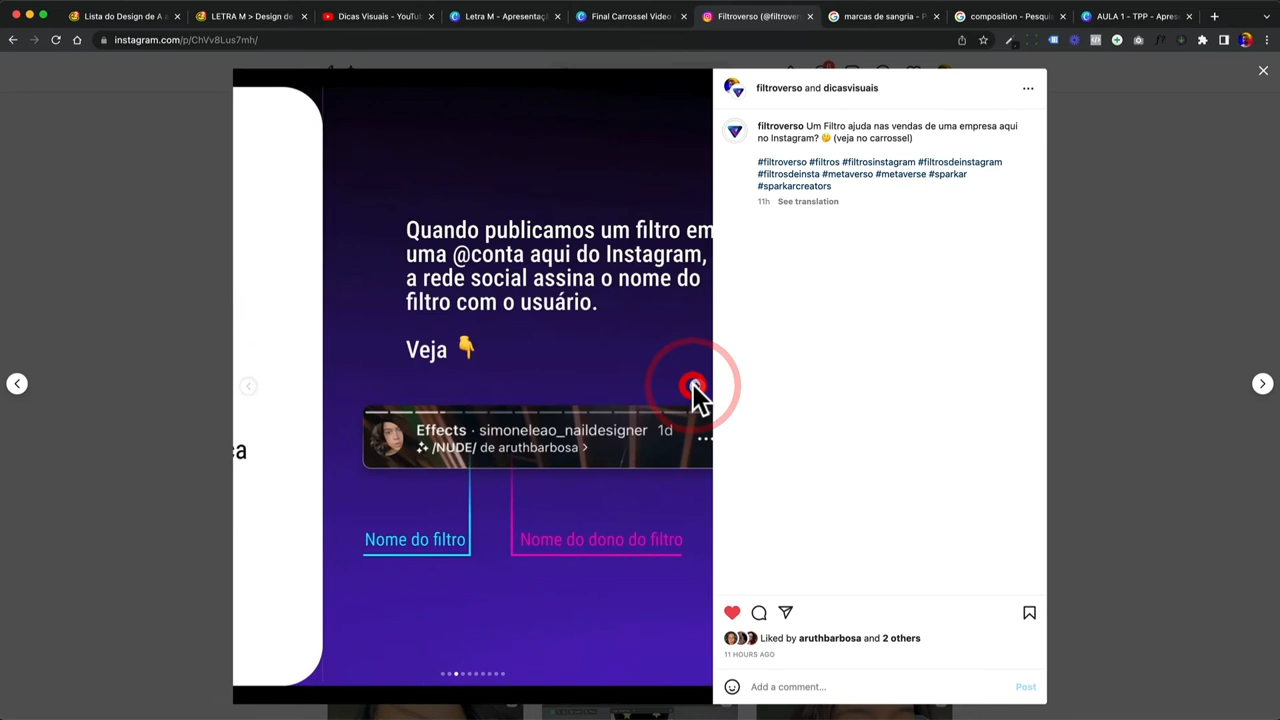 Lista do Design de A a
LETRA M > Design de
Dicas Visuais - YouTu
Letra M - Apresentaç
Final Carrossel Vídeo
Filtroverso (@filtrover
marcas de sangria - P
composition - Pesquis
AULA 1 - TPP - Apres
instagram.com/p/ChVv8Lus7mh/
filtroverso and dicasvisuais
filtroverso Um Filtro ajuda nas vendas de uma empresa aqui
no Instagram? 🤔 (veja no carrossel)
#filtroverso #filtros #filtrosinstagram #filtrosdeinstagram
#filtrosdeinsta #metaverso #metaverse #sparkar
#sparkarcreators
11h See translation
Quando publicamos um filtro em
uma @conta aqui do Instagram,
a rede social assina o nome do
filtro com o usuário.
Veja 👇
Effects · simoneleao_naildesigner 1d
✨ /NUDE/ de aruthbarbosa >
Nome do filtro
Nome do dono do filtro
Liked by aruthbarbosa and 2 others
11 HOURS AGO
Add a comment...
Post